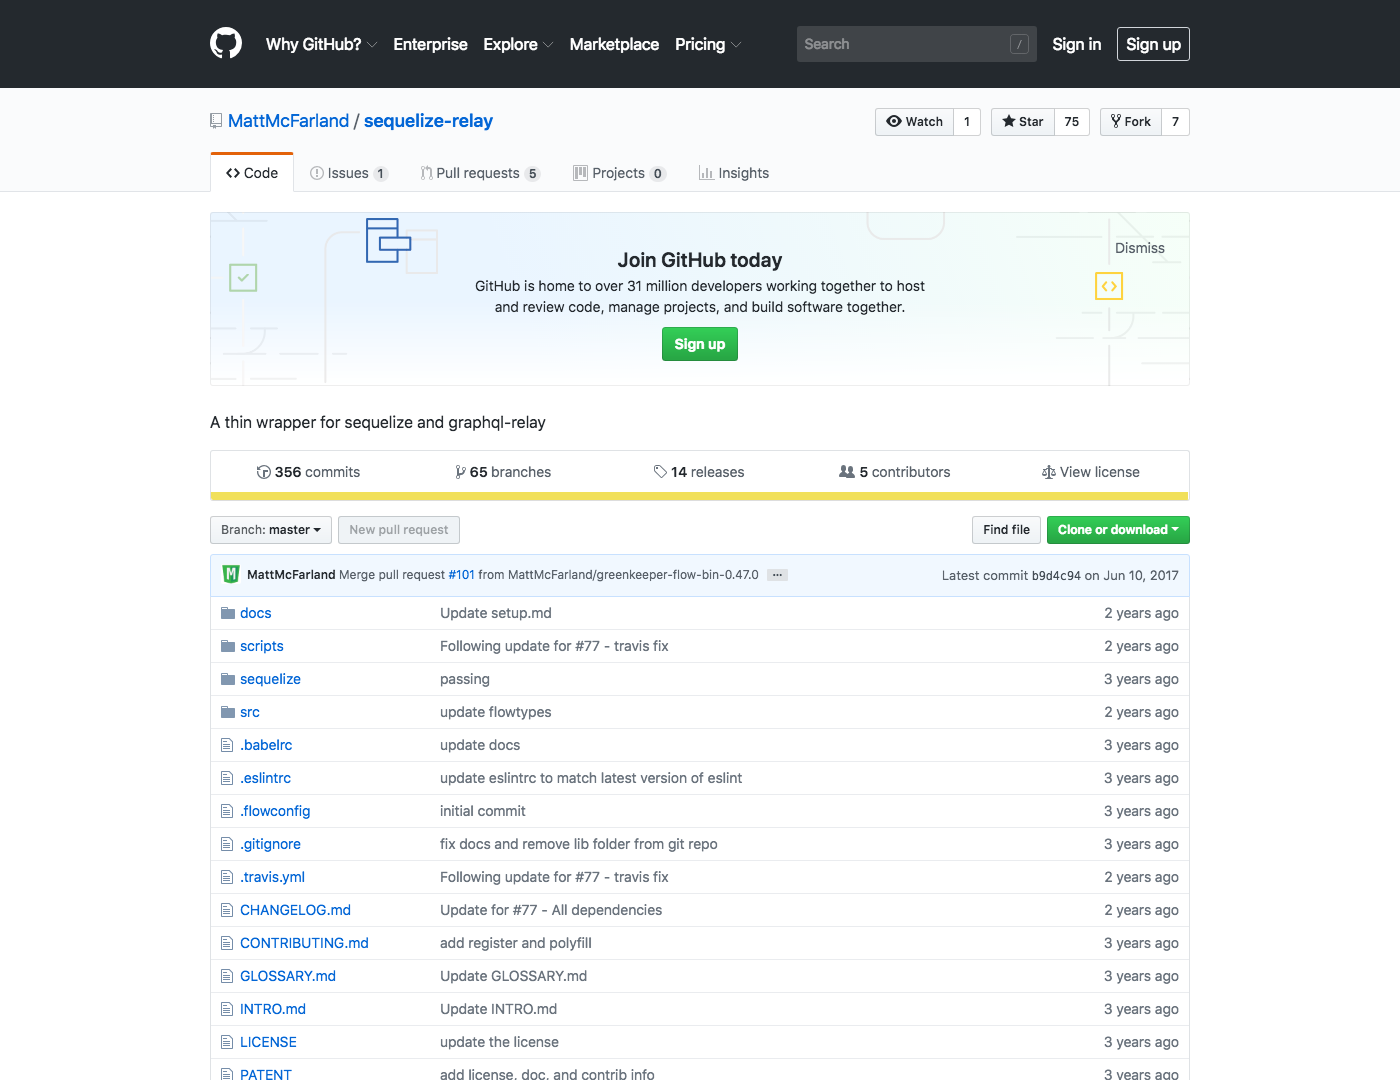 Why GitHub? Enterprise Explore Marketplace Pricing Search / Sign in Sign up
MattMcFarland / sequelize-relay Watch 1 Star 75 Fork 7
Code Issues 1 Pull requests 5 Projects 0 Insights
Dismiss
Join GitHub today
GitHub is home to over 31 million developers working together to host
and review code, manage projects, and build software together.
Sign up
A thin wrapper for sequelize and graphql-relay
356 commits 65 branches 14 releases 5 contributors View license
Branch: master New pull request Find file Clone or download
M MattMcFarland Merge pull request #101 from MattMcFarland/greenkeeper-flow-bin-0.47.0 … Latest commit b9d4c94 on Jun 10, 2017
docs Update setup.md 2 years ago
scripts Following update for #77 - travis fix 2 years ago
sequelize passing 3 years ago
src update flowtypes 2 years ago
.babelrc update docs 3 years ago
.eslintrc update eslintrc to match latest version of eslint 3 years ago
.flowconfig initial commit 3 years ago
.gitignore fix docs and remove lib folder from git repo 3 years ago
.travis.yml Following update for #77 - travis fix 2 years ago
CHANGELOG.md Update for #77 - All dependencies 2 years ago
CONTRIBUTING.md add register and polyfill 3 years ago
GLOSSARY.md Update GLOSSARY.md 3 years ago
INTRO.md Update INTRO.md 3 years ago
LICENSE update the license 3 years ago
PATENT add license, doc, and contrib info 3 years ago